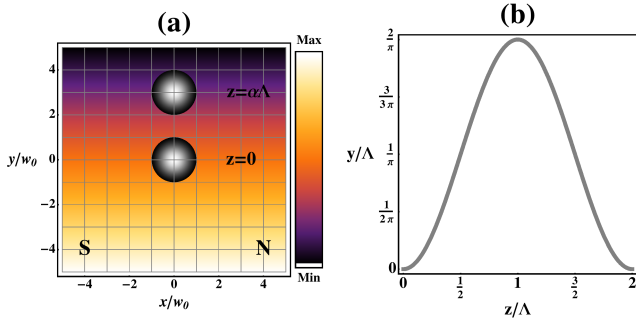 (a)
Max
4
2
y/w₀ 0
−2
−4
z=αΛ
z=0
S N
Min
−4 −2 0 2 4
x/w₀
(b)
2/π
3/3π
y/Λ 1/π
1/2π
0
0 1/2 1 3/2 2
z/Λ